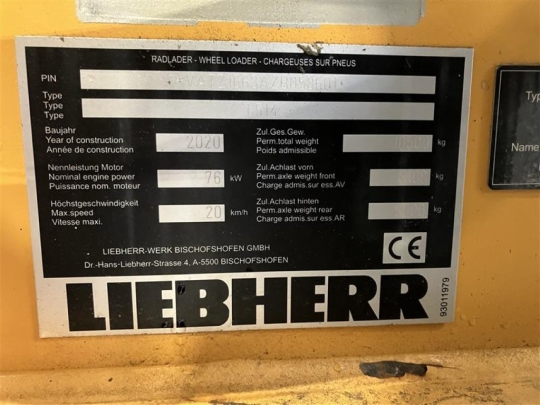 RADLADER - WHEEL LOADER - CHARGEUSES SUR PNEUS
PIN
Type
Type
Type
Baujahr
Year of construction
Année de construction
2020
Zul.Ges.Gew.
Perm.total weight
Poids admissible
kg
Nennleistung Motor
Nominal engine power
Puissance nom. moteur
76 kW
Zul.Achlast vorn
Perm.axle weight front
Charge admis.sur ess.AV
kg
Höchstgeschwindigkeit
Max.speed
Vitesse maxi.
20 km/h
Zul.Achlast hinten
Perm.axle weight rear
Charge admis.sur ess AR
kg
LIEBHERR-WERK BISCHOFSHOFEN GMBH
Dr.-Hans-Liebherr-Strasse 4, A-5500 BISCHOFSHOFEN
CE
LIEBHERR
93011979
Name